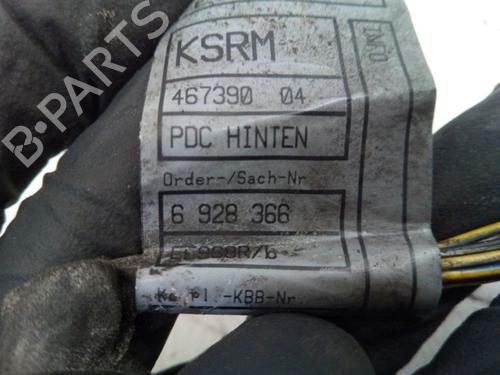 B-PARTS
KSRM
467390 04
PDC HINTEN
Order-/Sach-Nr
6 928 366
-KBB-Nr